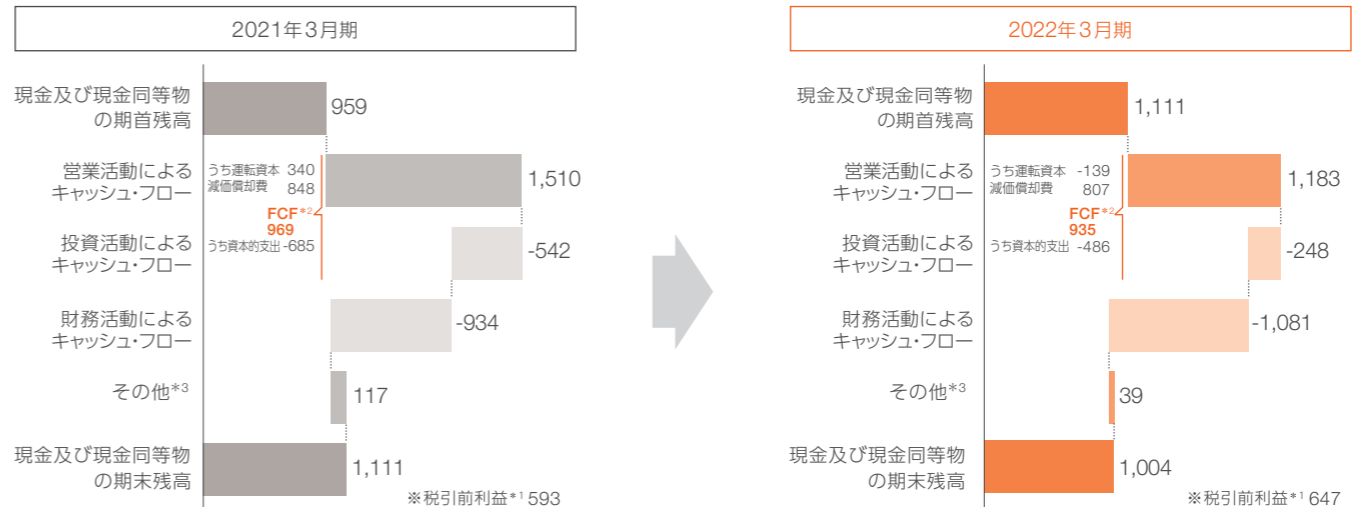 2021年3月期
現金及び現金同等物
の期首残高
959
営業活動による
キャッシュ・フロー
うち運転資本 340
減価償却費 848
1,510
FCF*2
969
投資活動による
キャッシュ・フロー
うち資本的支出 -685
-542
財務活動による
キャッシュ・フロー
-934
その他*3
117
現金及び現金同等物
の期末残高
1,111
※税引前利益*1 593
2022年3月期
現金及び現金同等物
の期首残高
1,111
営業活動による
キャッシュ・フロー
うち運転資本 -139
減価償却費 807
1,183
FCF*2
935
投資活動による
キャッシュ・フロー
うち資本的支出 -486
-248
財務活動による
キャッシュ・フロー
-1,081
その他*3
39
現金及び現金同等物
の期末残高
1,004
※税引前利益*1 647